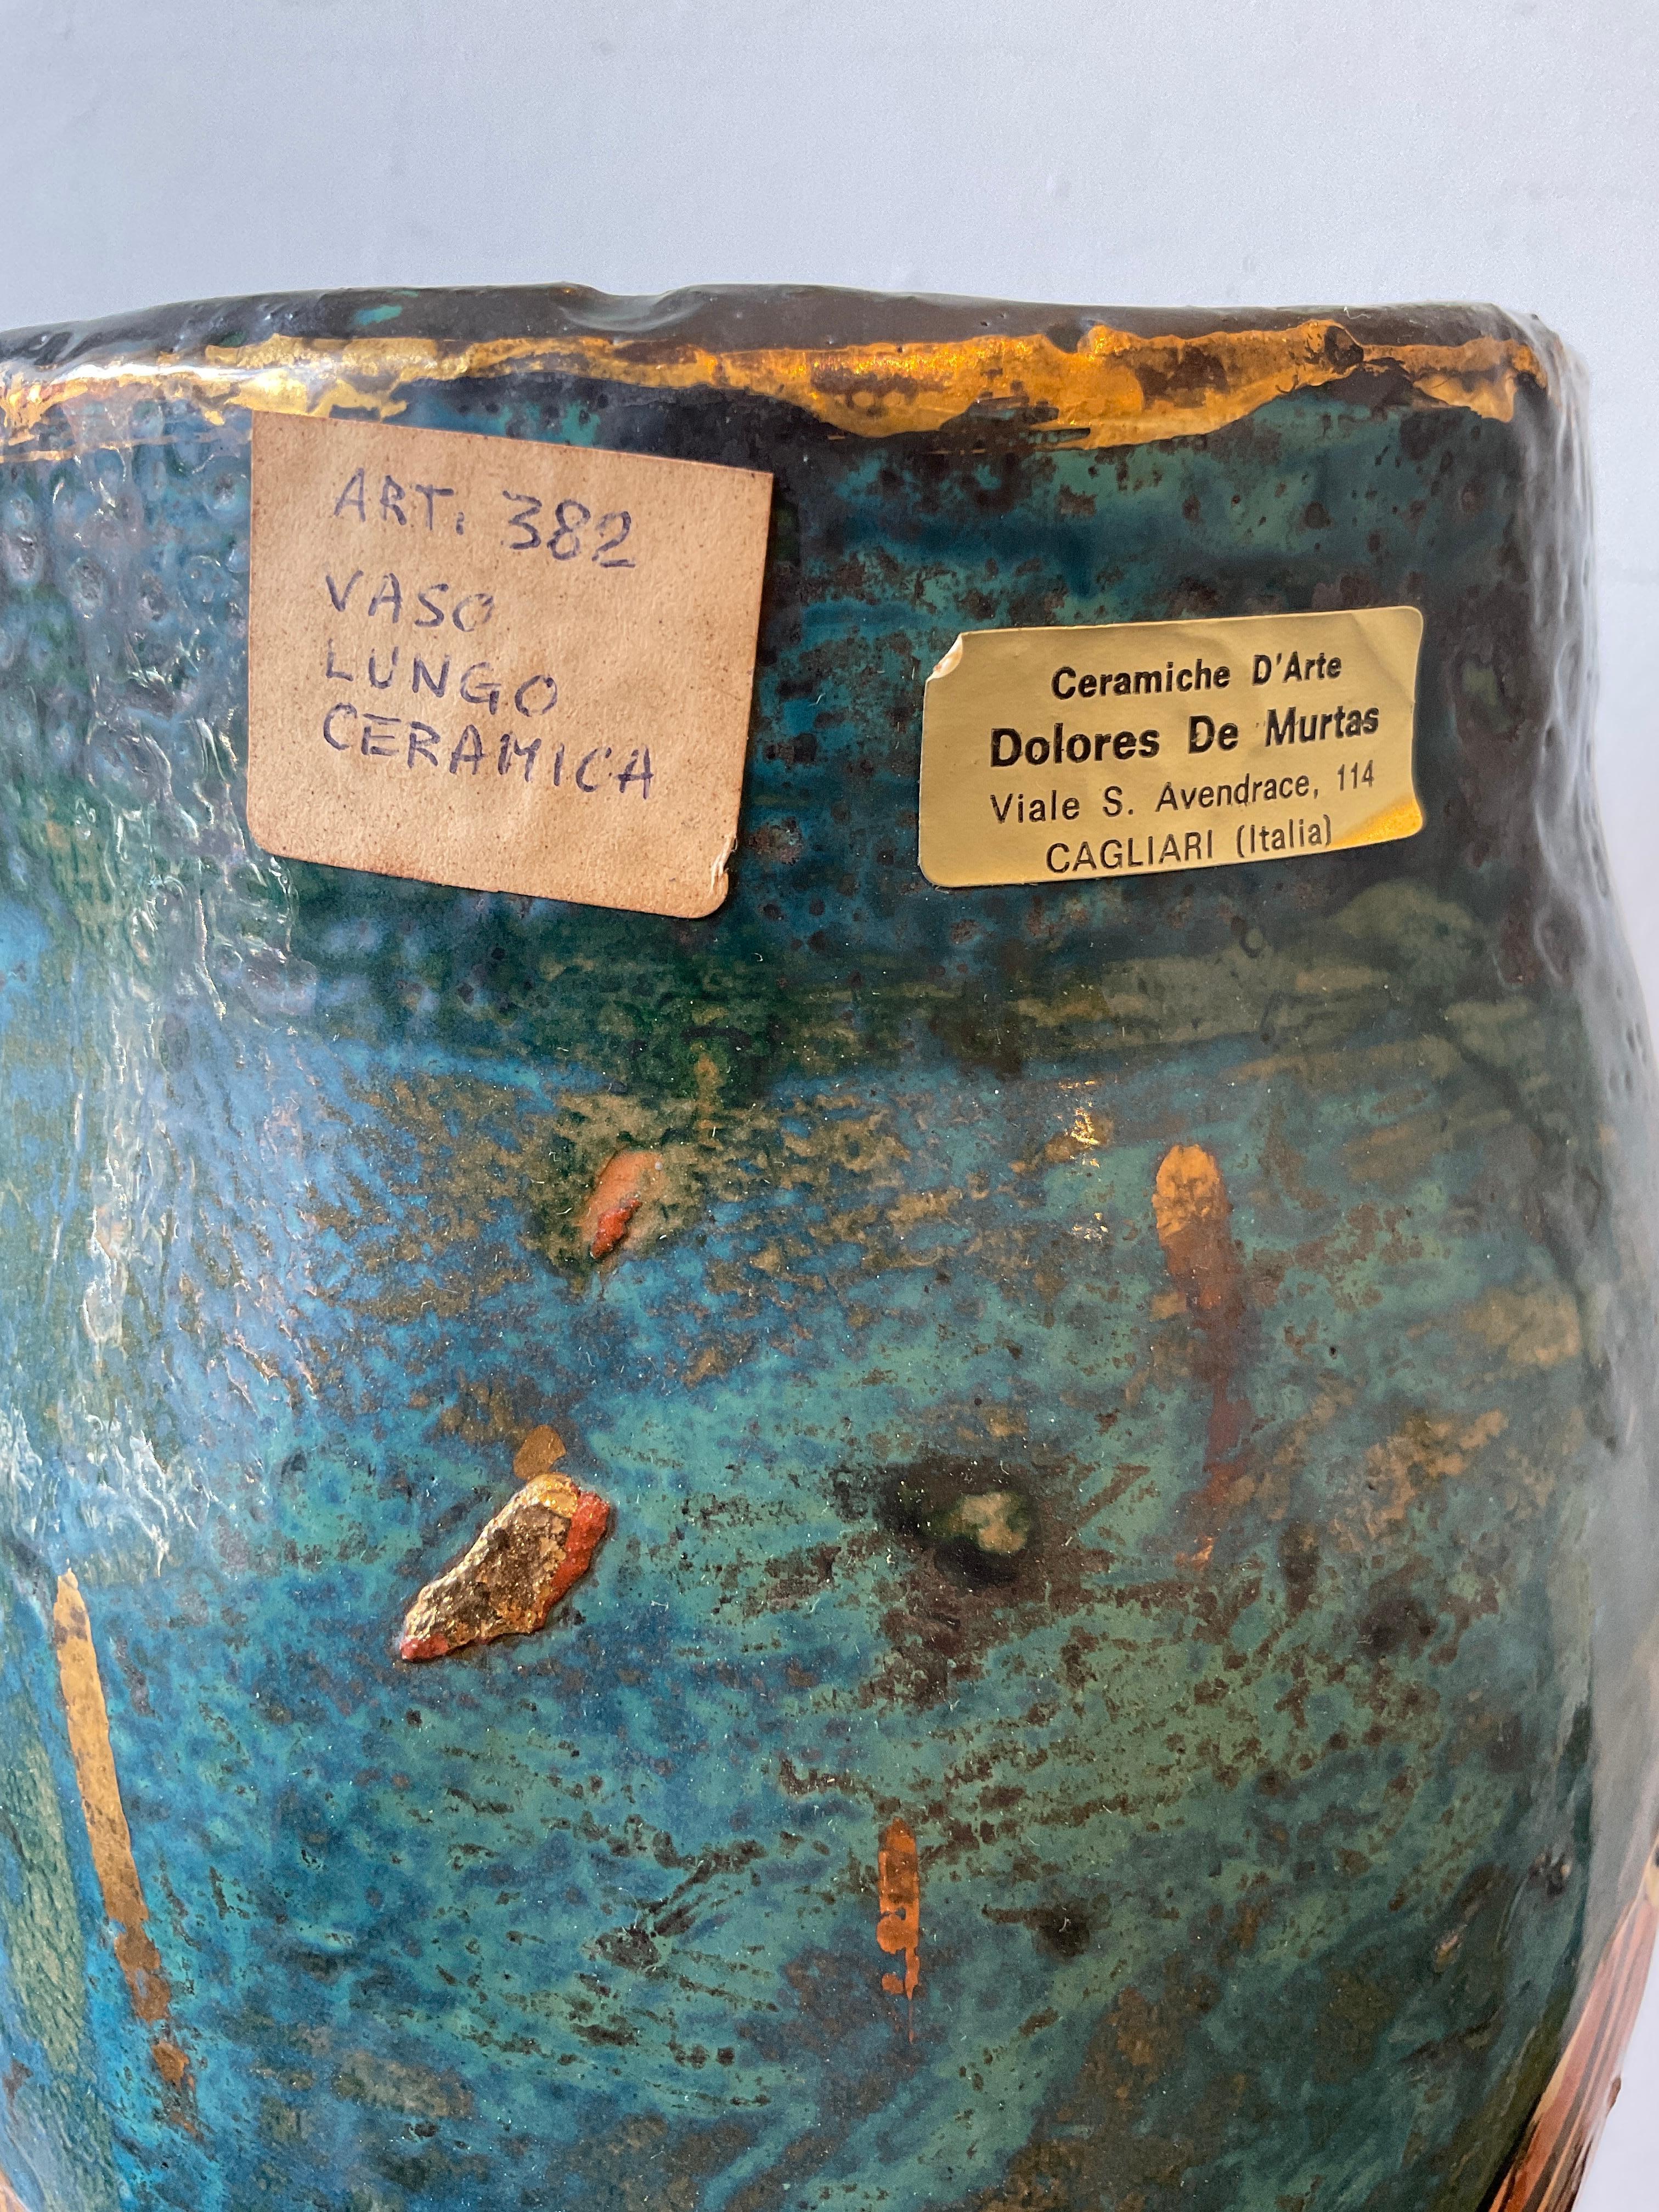 ART. 382
VASO
LUNGO
CERAMICA
Ceramiche D'Arte
Dolores De Murtas
Viale S. Avendrace, 114
CAGLIARI (Italia)